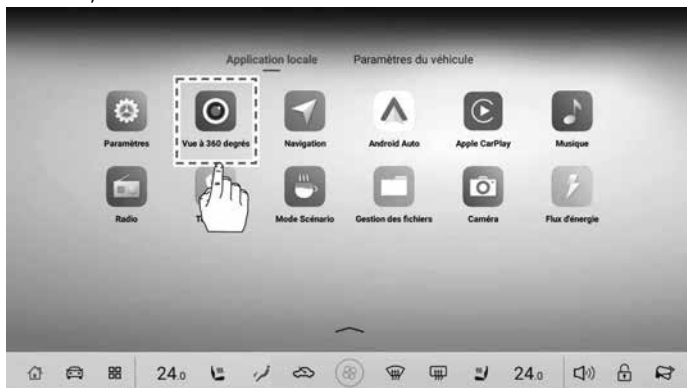 Application locale Paramètres du véhicule
Paramètres Vue à 360 degrés Navigation Android Auto Apple CarPlay Musique
Radio Mode Scénario Gestion des fichiers Caméra Flux d'énergie
24.0 24.0